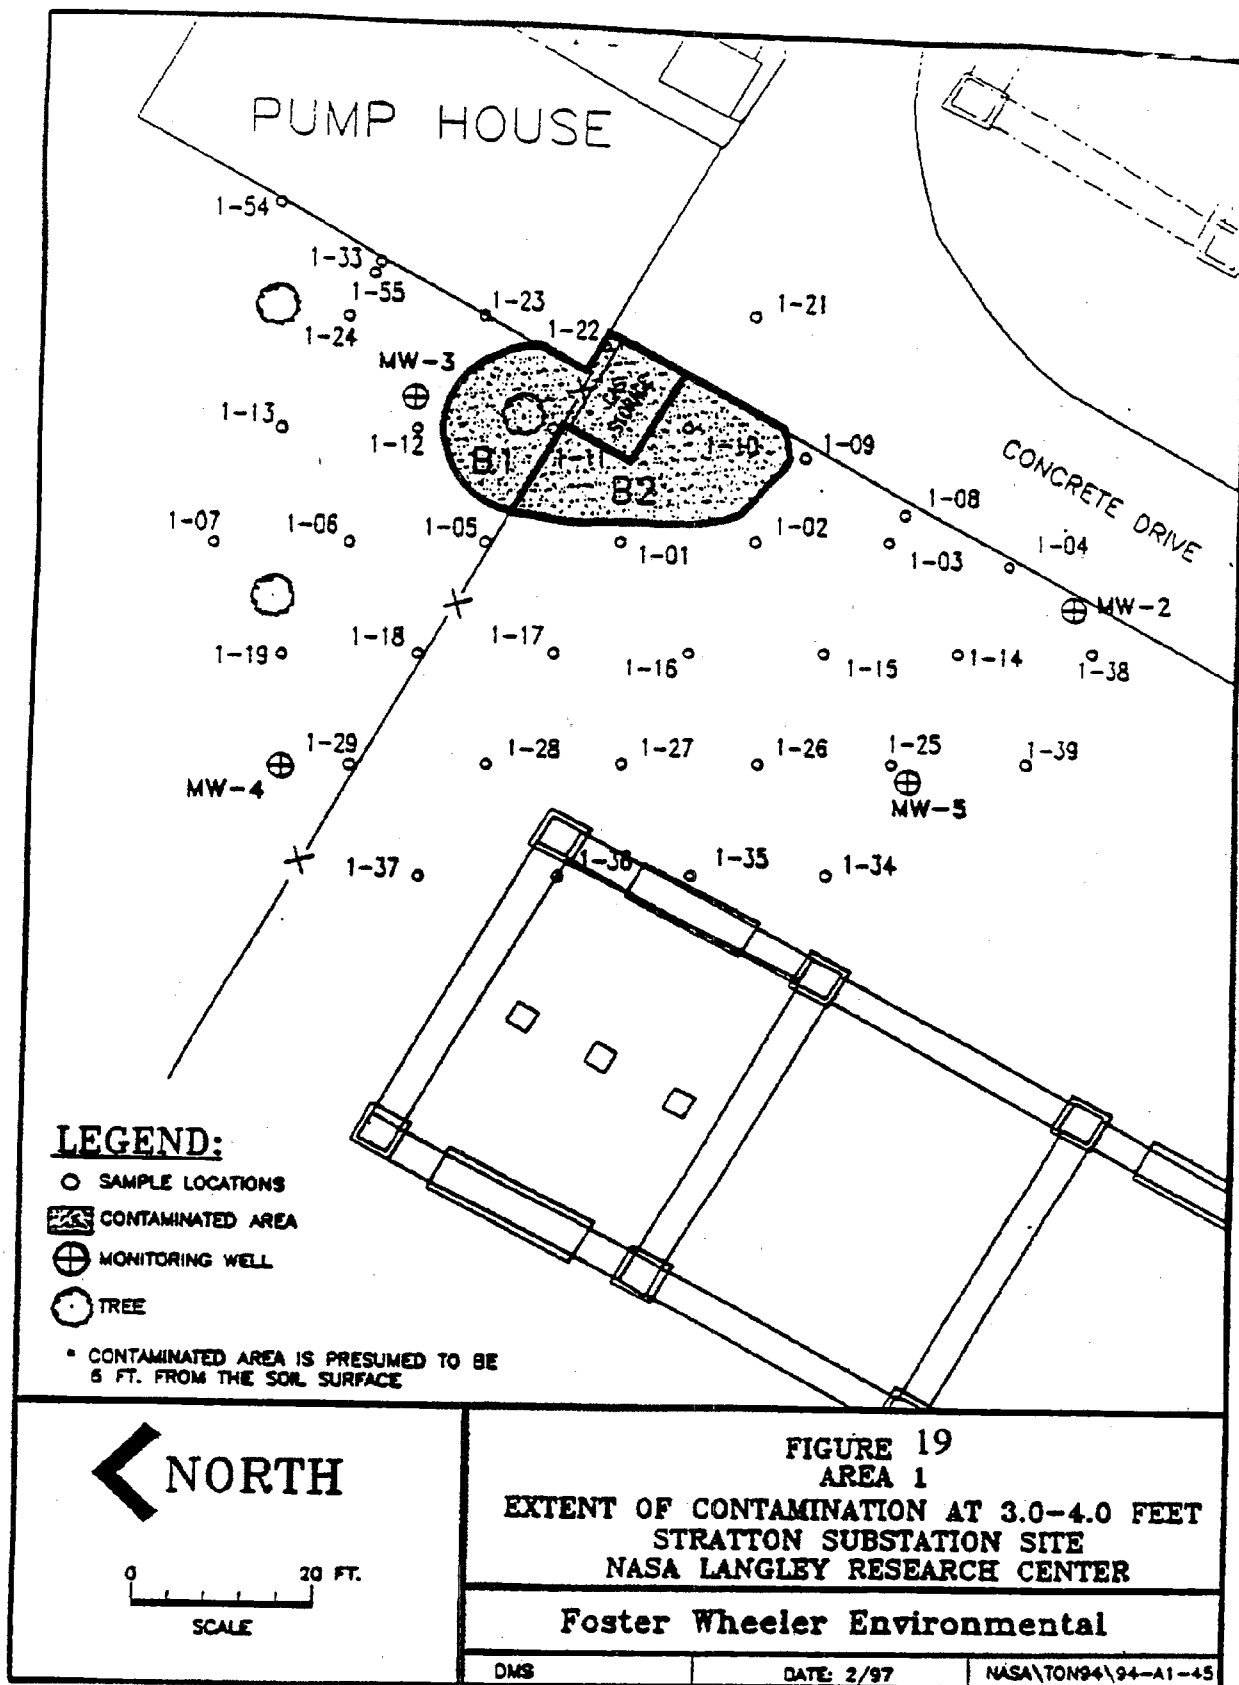 PUMP HOUSE
1-54
1-33
1-55
1-23
1-21
1-24
1-22
MW-3
GAS
STORAGE
1-13
1-12
1-11
1-10
1-09
B1
B2
CONCRETE DRIVE
1-08
1-07
1-06
1-05
1-01
1-02
1-03
1-04
MW-2
1-19
1-18
1-17
1-16
1-15
1-14
1-38
1-29
1-28
1-27
1-26
1-25
1-39
MW-4
MW-5
1-37
1-36
1-35
1-34
LEGEND:
SAMPLE LOCATIONS
CONTAMINATED AREA
MONITORING WELL
TREE
* CONTAMINATED AREA IS PRESUMED TO BE
FT. FROM THE SOIL SURFACE
NORTH
0 20 FT.
SCALE
FIGURE 19
AREA 1
EXTENT OF CONTAMINATION AT 3.0-4.0 FEET
STRATTON SUBSTATION SITE
NASA LANGLEY RESEARCH CENTER
Foster Wheeler Environmental
DMS
DATE: 2/97
NASA\TON94\94-A1-45